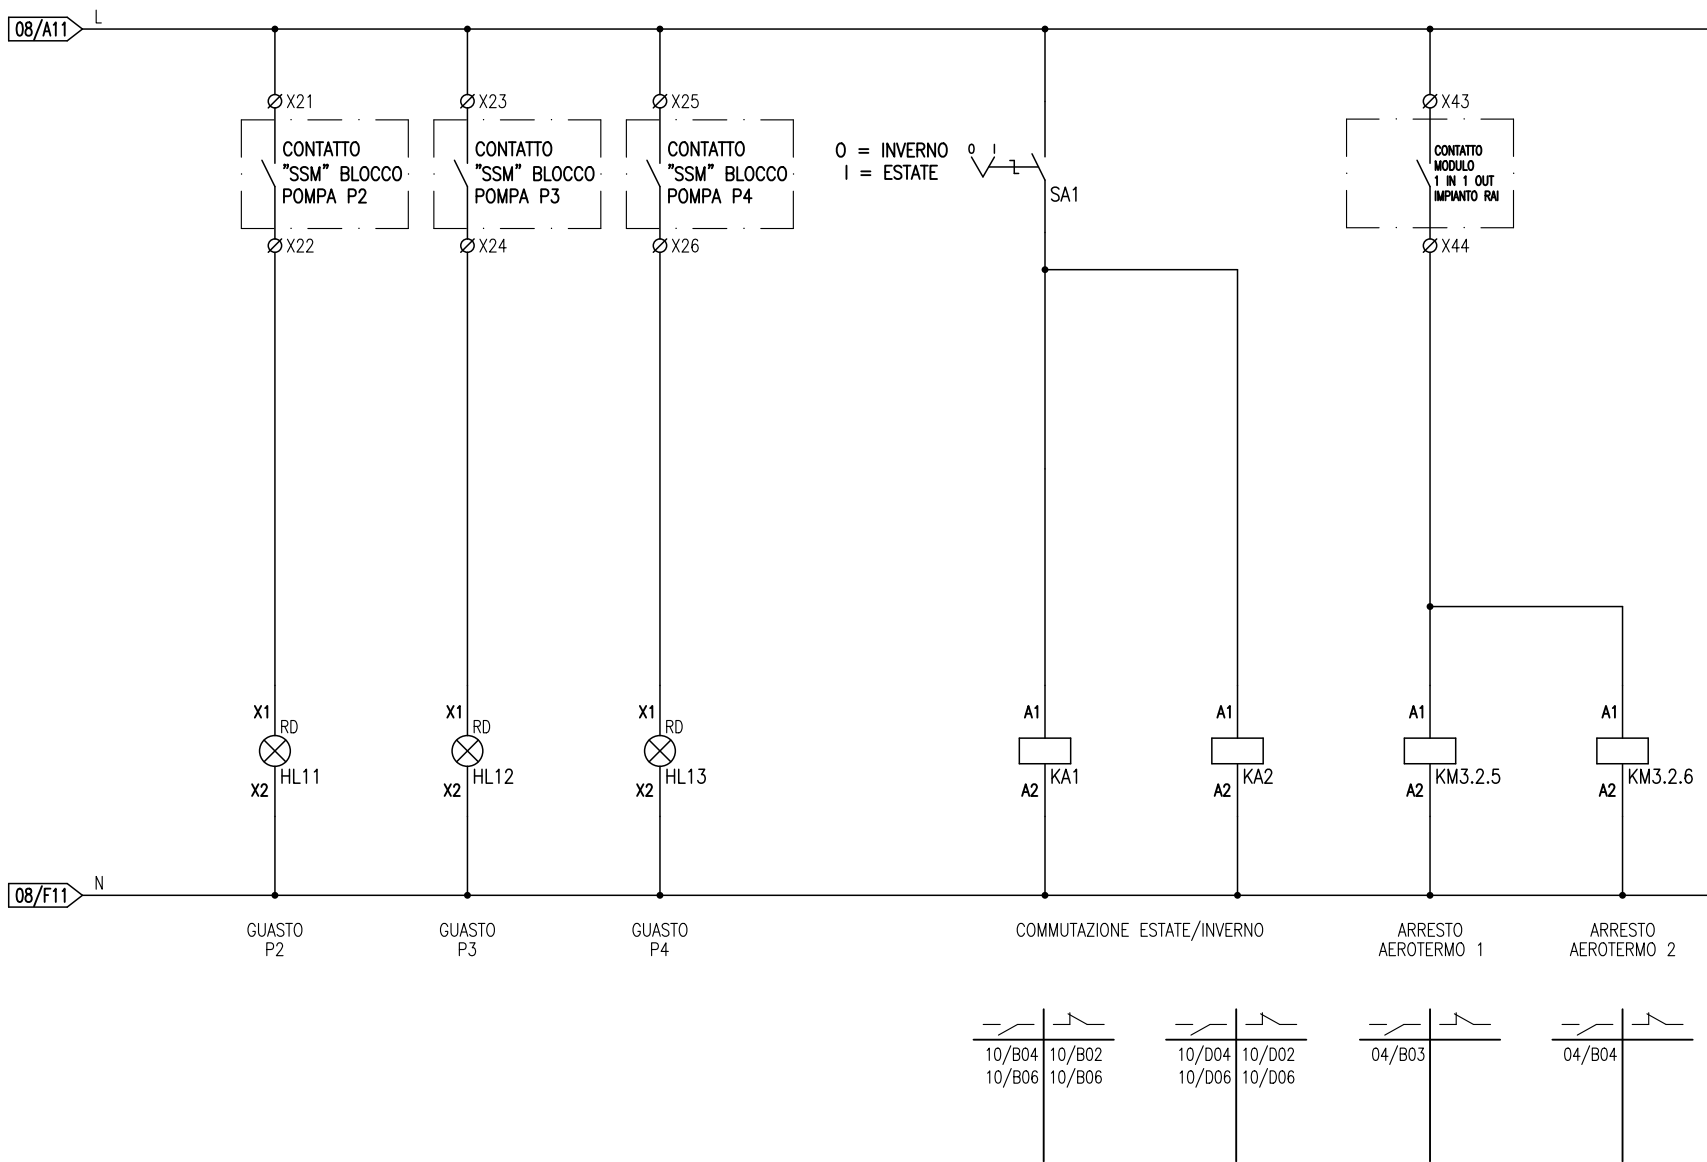 08/A11
L
X21
X23
X25
X43
CONTATTO
"SSM" BLOCCO
POMPA P2
CONTATTO
"SSM" BLOCCO
POMPA P3
CONTATTO
"SSM" BLOCCO
POMPA P4
0 = INVERNO
I = ESTATE
0 I
SA1
CONTATTO
MODULO
1 IN 1 OUT
IMPIANTO RAI
X22
X24
X26
X44
X1
RD
HL11
X2
X1
RD
HL12
X2
X1
RD
HL13
X2
A1
KA1
A2
A1
KA2
A2
A1
KM3.2.5
A2
A1
KM3.2.6
A2
08/F11
N
GUASTO
P2
GUASTO
P3
GUASTO
P4
COMMUTAZIONE ESTATE/INVERNO
ARRESTO
AEROTERMO 1
ARRESTO
AEROTERMO 2
10/B04 10/B02
10/B06 10/B06
10/D04 10/D02
10/D06 10/D06
04/B03
04/B04